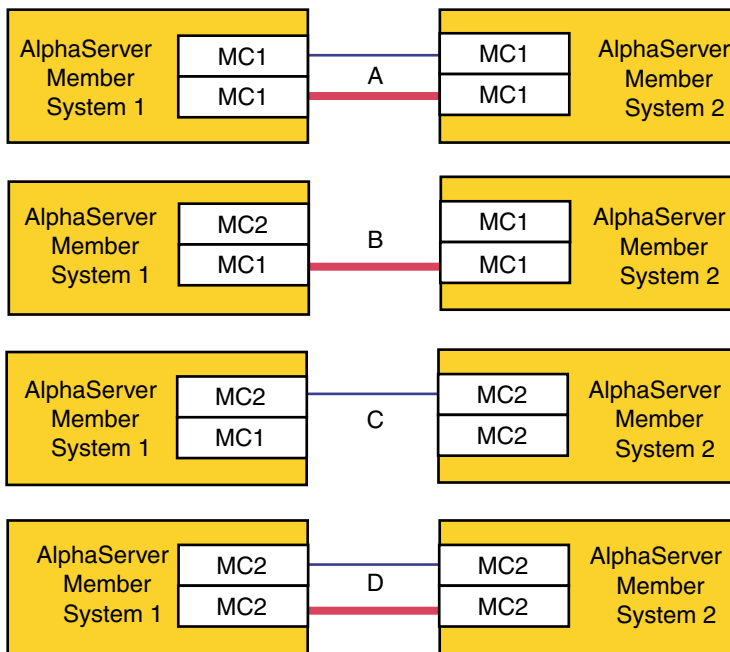 AlphaServer
Member
System 1
MC1
MC1
A
MC1
MC1
AlphaServer
Member
System 2
AlphaServer
Member
System 1
MC2
MC1
B
MC1
MC1
AlphaServer
Member
System 2
AlphaServer
Member
System 1
MC2
MC1
C
MC2
MC2
AlphaServer
Member
System 2
AlphaServer
Member
System 1
MC2
MC2
D
MC2
MC2
AlphaServer
Member
System 2